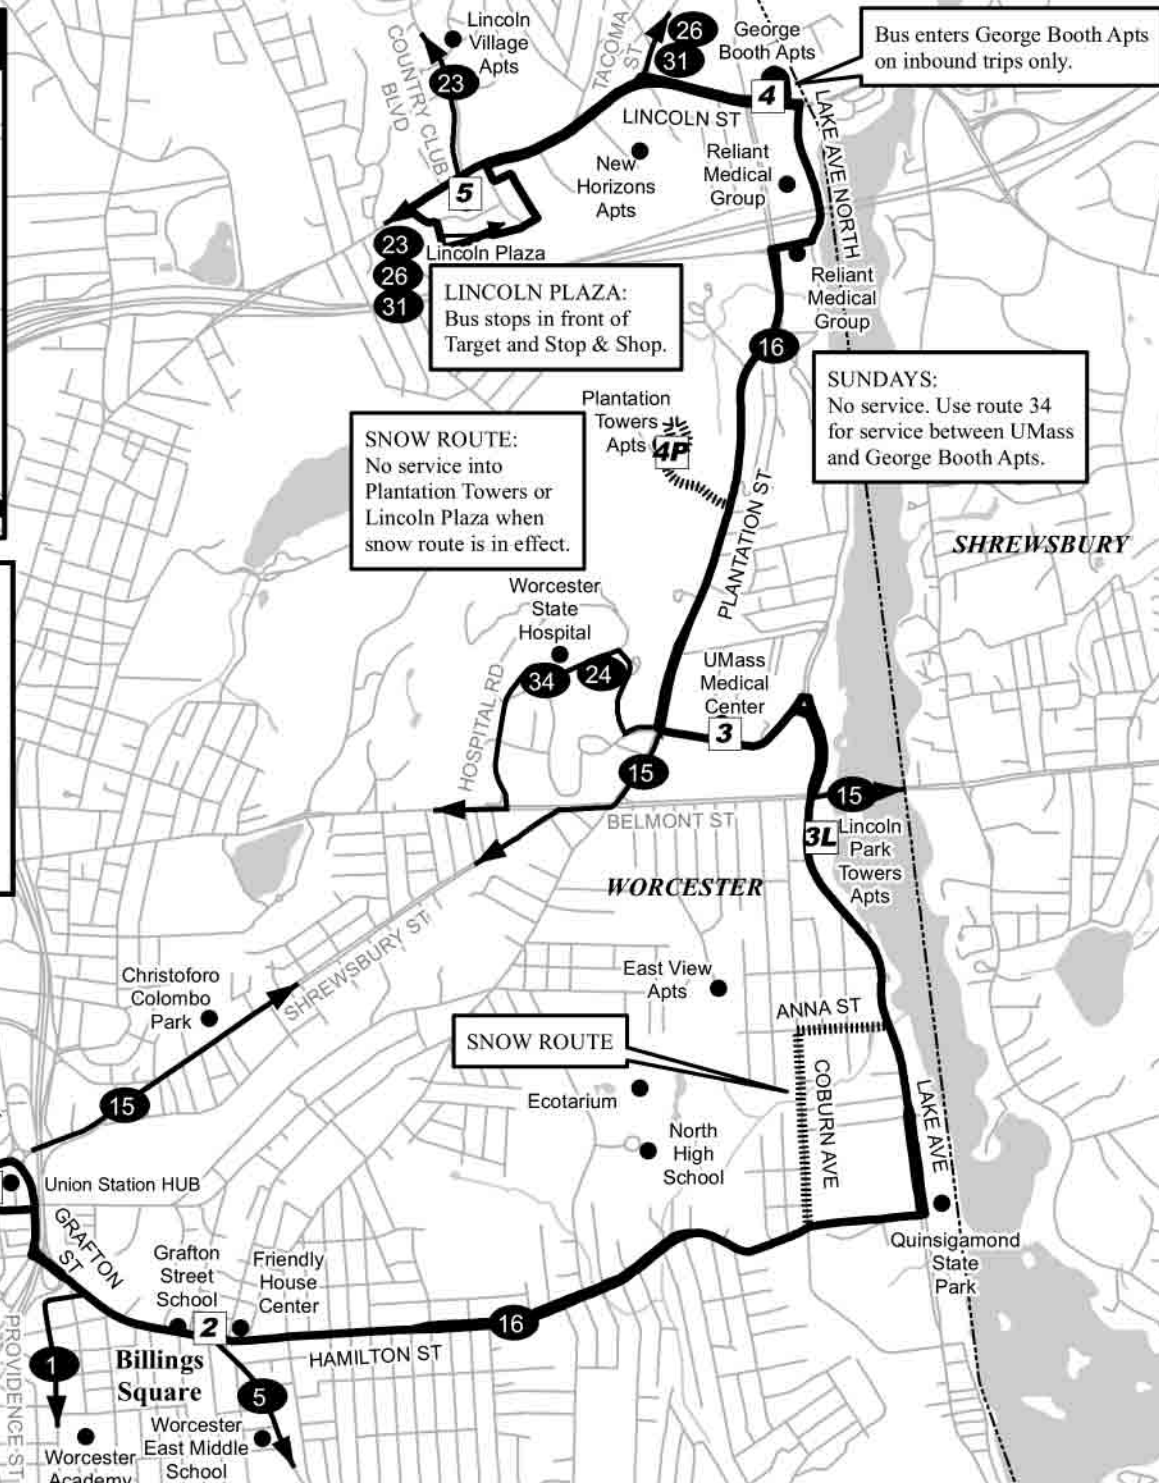 Lincoln
Village
Apts
TACOMA
ST
26
31
George
Booth Apts
Bus enters George Booth Apts
on inbound trips only.
COUNTRY CLUB
BLVD
23
4
LINCOLN ST
LAKE AVE NORTH
New
Horizons
Apts
Reliant
Medical
Group
5
23
26
31
Lincoln Plaza
LINCOLN PLAZA:
Bus stops in front of
Target and Stop & Shop.
Reliant
Medical
Group
16
SUNDAYS:
No service. Use route 34
for service between UMass
and George Booth Apts.
Plantation
Towers
Apts
4P
SNOW ROUTE:
No service into
Plantation Towers or
Lincoln Plaza when
snow route is in effect.
PLANTATION ST
SHREWSBURY
Worcester
State
Hospital
34
24
HOSPITAL RD
UMass
Medical
Center
3
15
15
BELMONT ST
3L
Lincoln
Park
Towers
Apts
WORCESTER
SHREWSBURY ST
Christoforo
Colombo
Park
East View
Apts
ANNA ST
SNOW ROUTE
COBURN AVE
LAKE AVE
15
Ecotarium
North
High
School
Union Station HUB
GRAFTON
ST
Grafton
Street
School
Friendly
House
Center
Quinsigamond
State
Park
2
16
HAMILTON ST
PROVIDENCE ST
1
Billings
Square
5
Worcester
East Middle
School
Worcester
Academy